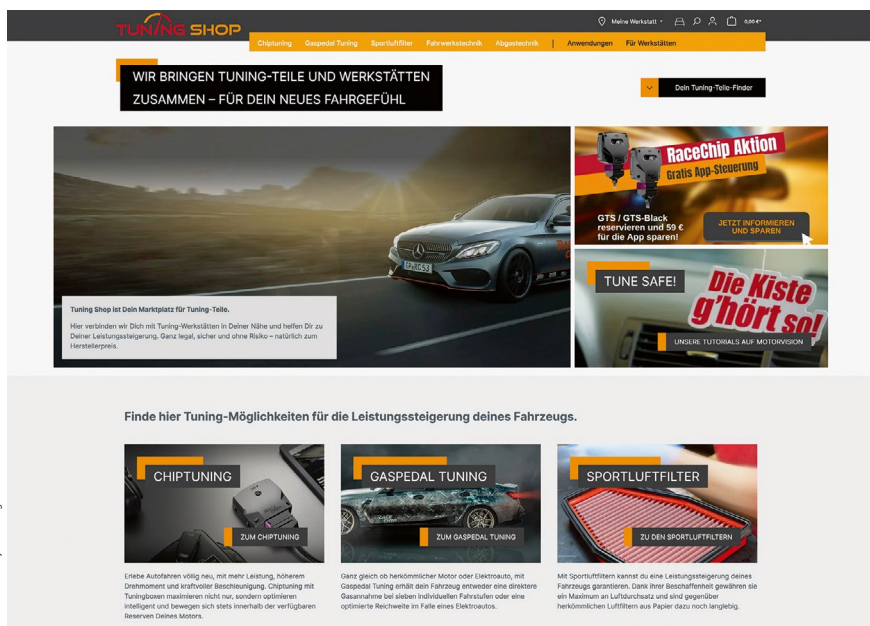 TUNING SHOP
Meine Werkstatt
0,00 €*
Chiptuning Gaspedal Tuning Sportluftfilter Fahrwerkstechnik Abgastechnik | Anwendungen Für Werkstätten
WIR BRINGEN TUNING-TEILE UND WERKSTÄTTEN
ZUSAMMEN – FÜR DEIN NEUES FAHRGEFÜHL
Dein Tuning-Teile-Finder
Tuning Shop ist Dein Marktplatz für Tuning-Teile.
Hier verbinden wir Dich mit Tuning-Werkstätten in Deiner Nähe und helfen Dir zu
Deiner Leistungssteigerung. Ganz legal, sicher und ohne Risiko – natürlich zum
Herstellerpreis.
RaceChip Aktion
Gratis App-Steuerung
GTS / GTS-Black
reservieren und 59 €
für die App sparen!
JETZT INFORMIEREN
UND SPAREN
TUNE SAFE!
Die Kiste
g'hört so!
UNSERE TUTORIALS AUF MOTORVISION
Finde hier Tuning-Möglichkeiten für die Leistungssteigerung deines Fahrzeugs.
CHIPTUNING
ZUM CHIPTUNING
Erlebe Autofahren völlig neu, mit mehr Leistung, höherem
Drehmoment und kraftvoller Beschleunigung. Chiptuning mit
Tuningboxen maximieren nicht nur, sondern optimieren
intelligent und bewegen sich stets innerhalb der verfügbaren
Reserven Deines Motors.
GASPEDAL TUNING
ZUM GASPEDAL TUNING
Ganz gleich ob herkömmlicher Motor oder Elektroauto, mit
Gaspedal Tuning erhält dein Fahrzeug entweder eine direktere
Gasannahme bei sieben individuellen Fahrstufen oder eine
optimierte Reichweite im Falle eines Elektroautos.
SPORTLUFTFILTER
ZU DEN SPORTLUFTFILTERN
Mit Sportluftfiltern kannst du eine Leistungssteigerung deines
Fahrzeugs garantieren. Dank ihrer Beschaffenheit gewähren sie
ein Maximum an Luftdurchsatz und sind gegenüber
herkömmlichen Luftfiltern aus Papier dazu noch langlebig.